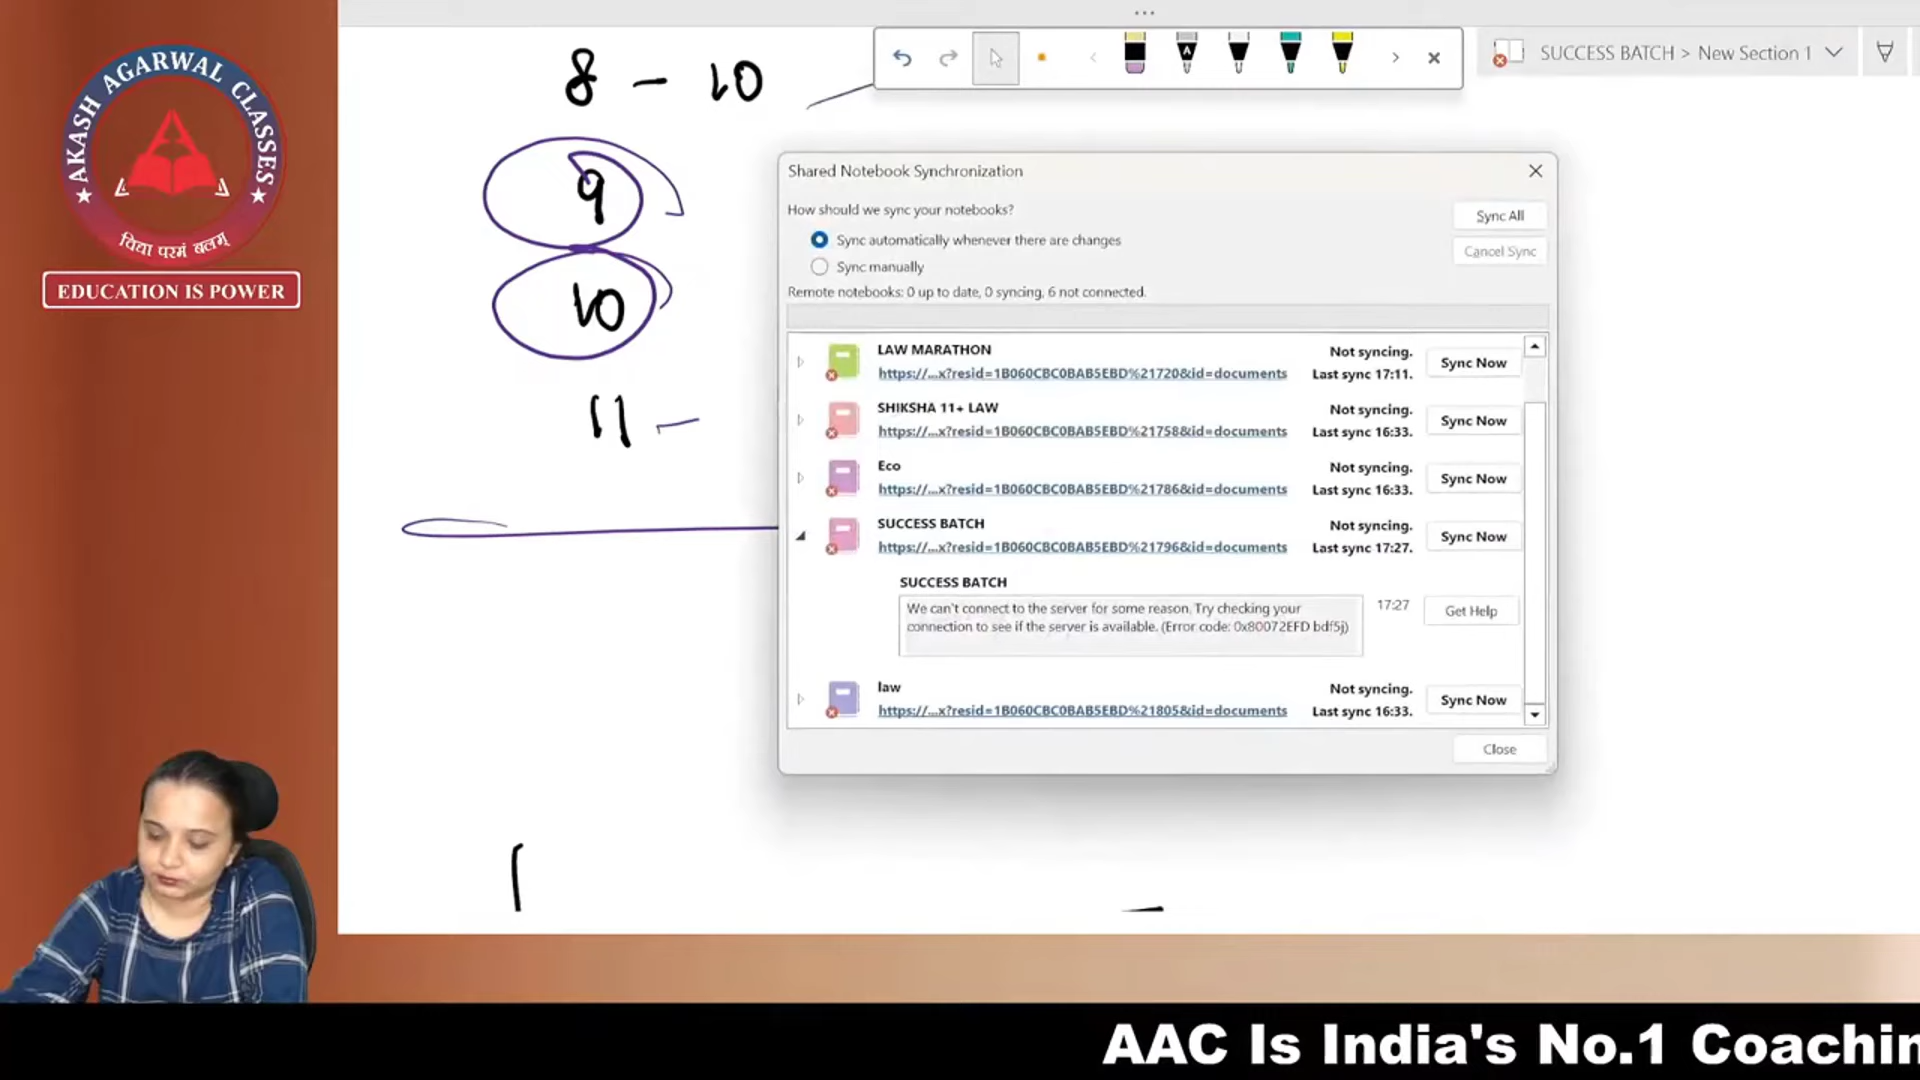 AKASH AGARWAL CLASSES
विद्या परमं बलम्
EDUCATION IS POWER
8 - 10
9
10
11 -
SUCCESS BATCH > New Section 1
Shared Notebook Synchronization
How should we sync your notebooks?
Sync All
Sync automatically whenever there are changes
Cancel Sync
Sync manually
Remote notebooks: 0 up to date, 0 syncing, 6 not connected.
LAW MARATHON
Not syncing.
https://...x?resid=1B060CBC0BAB5EBD%21720&id=documents
Last sync 17:11.
Sync Now
SHIKSHA 11+ LAW
Not syncing.
https://...x?resid=1B060CBC0BAB5EBD%21758&id=documents
Last sync 16:33.
Sync Now
Eco
Not syncing.
https://...x?resid=1B060CBC0BAB5EBD%21786&id=documents
Last sync 16:33.
Sync Now
SUCCESS BATCH
Not syncing.
https://...x?resid=1B060CBC0BAB5EBD%21796&id=documents
Last sync 17:27.
Sync Now
SUCCESS BATCH
We can't connect to the server for some reason. Try checking your
connection to see if the server is available. (Error code: 0x80072EFD bdf5j)
17:27
Get Help
law
Not syncing.
https://...x?resid=1B060CBC0BAB5EBD%21805&id=documents
Last sync 16:33.
Sync Now
Close
AAC Is India's No.1 Coachin